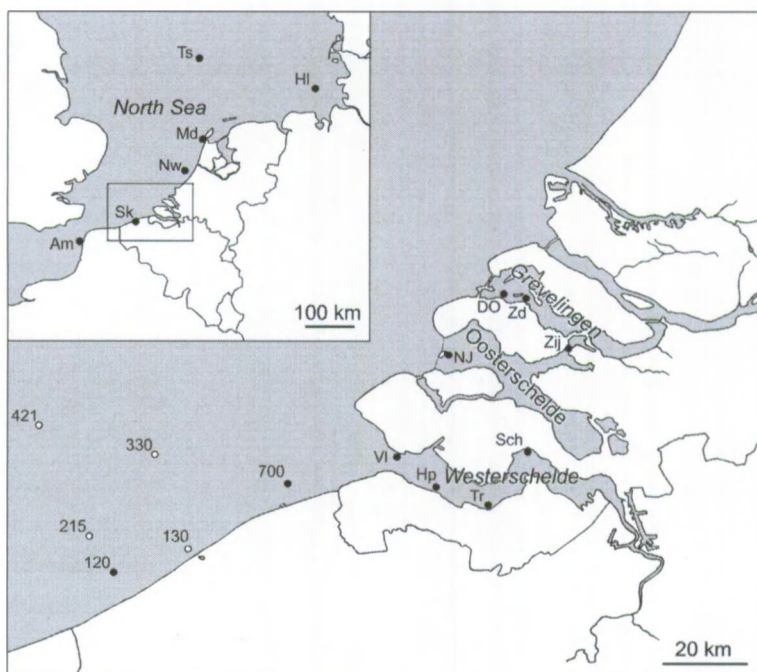 Ts
Hl
North Sea
Md
Nw
Sk
Am
100 km
Grevelingen
DO
Zd
Zij
Oosterschelde
NJ
421
330
Sch
Vl
700
Westerschelde
Hp
Tr
215
130
120
20 km